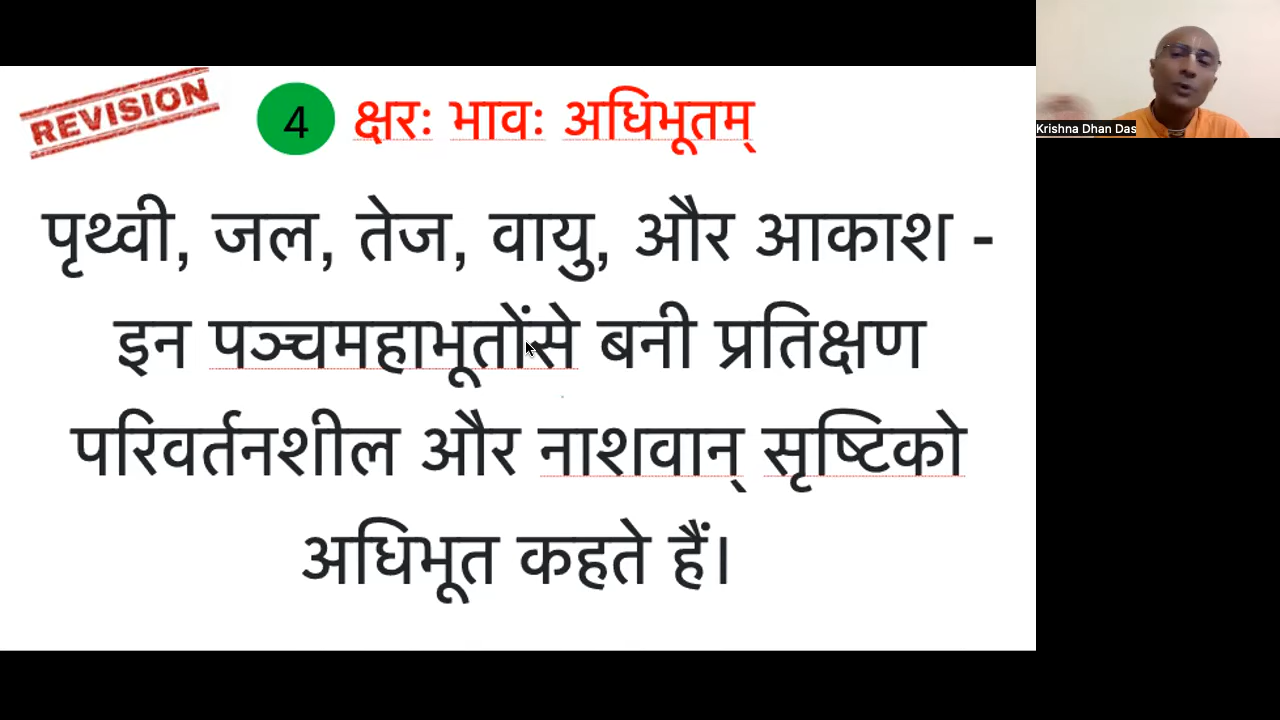 REVISION
4 क्षरः भावः अधिभूतम्
पृथ्वी, जल, तेज, वायु, और आकाश -
इन पञ्चमहाभूतोंसे बनी प्रतिक्षण
परिवर्तनशील और नाशवान् सृष्टिको
अधिभूत कहते हैं।
Krishna Dhan Das